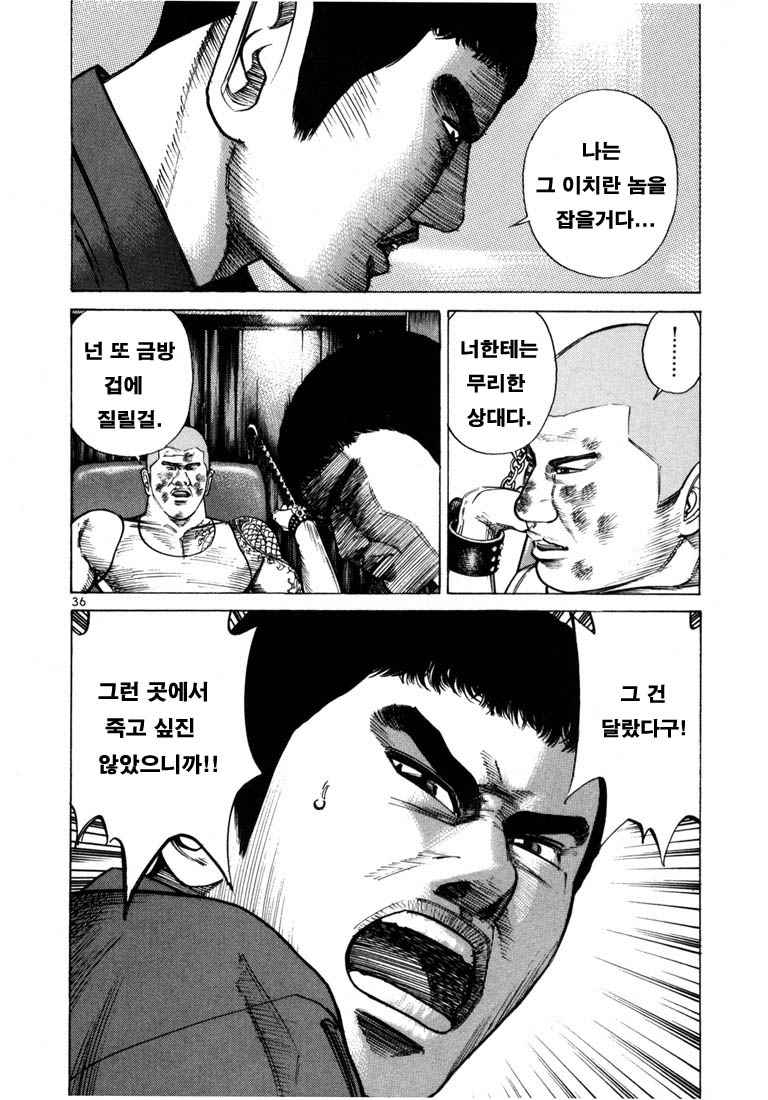 나는
그 이치란 놈을
잡을거다...
……
너한테는
무리한
상대다.
넌 또 금방
겁에
질릴걸.
36
그 건
달랐다구!
그런 곳에서
죽고 싶진
않았으니까!!